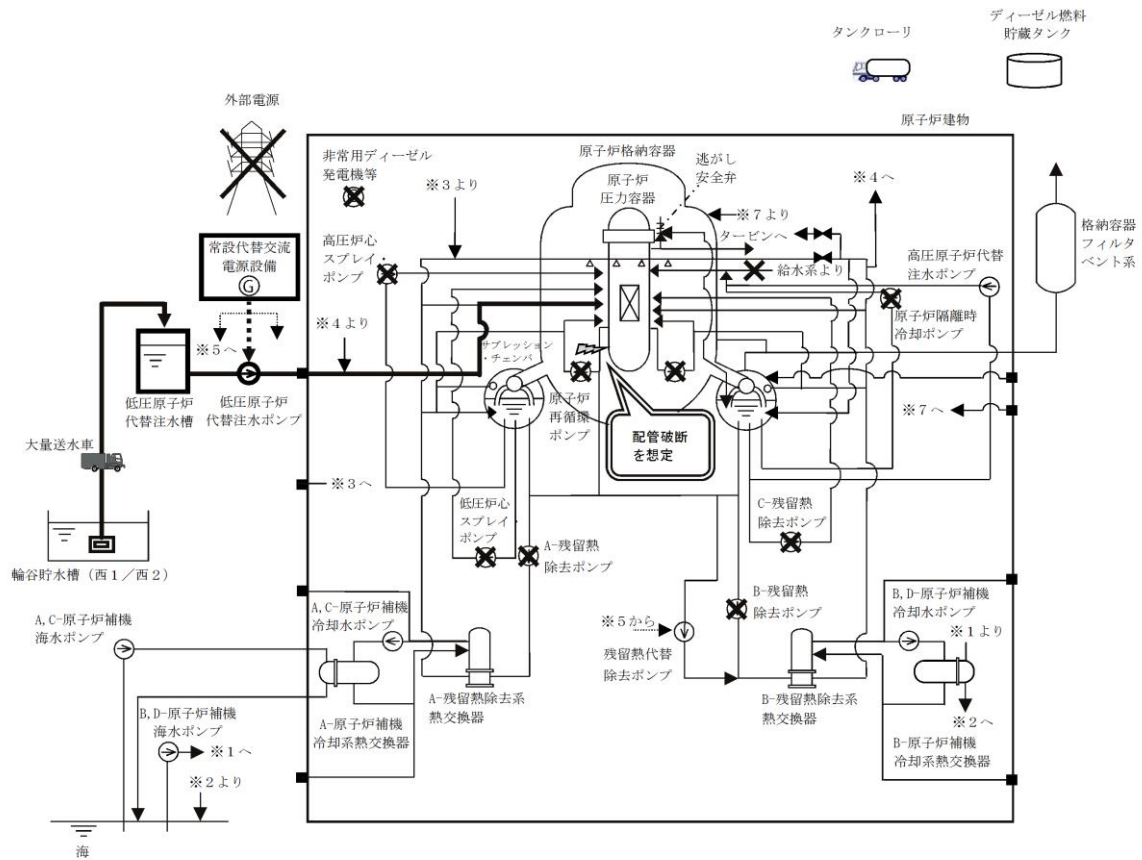 タンクローリ
ディーゼル燃料
貯蔵タンク
外部電源
原子炉建物
非常用ディーゼル
発電機等
※３より
原子炉格納容器
原子炉
圧力容器
逃がし
安全弁
※４へ
※７より
タービンへ
格納容器
フィルタ
ベント系
常設代替交流
電源設備
G
高圧炉心
スプレイ・
ポンプ
給水系より
高圧原子炉代替
注水ポンプ
原子炉隔離時
冷却ポンプ
※５へ
※４より
サプレッション
・チェンバ
低圧原子炉
代替注水槽
低圧原子炉
代替注水ポンプ
原子炉
再循環
ポンプ
配管破断
を想定
※７へ
大量送水車
※３へ
低圧炉心
スプレイ・
ポンプ
A-残留熱
除去ポンプ
C-残留熱
除去ポンプ
輪谷貯水槽（西１／西２）
A,C-原子炉補機
海水ポンプ
A,C-原子炉補機
冷却水ポンプ
※５から
残留熱代替
除去ポンプ
B-残留熱
除去ポンプ
B,D-原子炉補機
冷却水ポンプ
※１より
A-残留熱除去系
熱交換器
B-残留熱除去系
熱交換器
※２へ
B,D-原子炉補機
海水ポンプ
※１へ
A-原子炉補機
冷却系熱交換器
B-原子炉補機
冷却系熱交換器
※２より
海